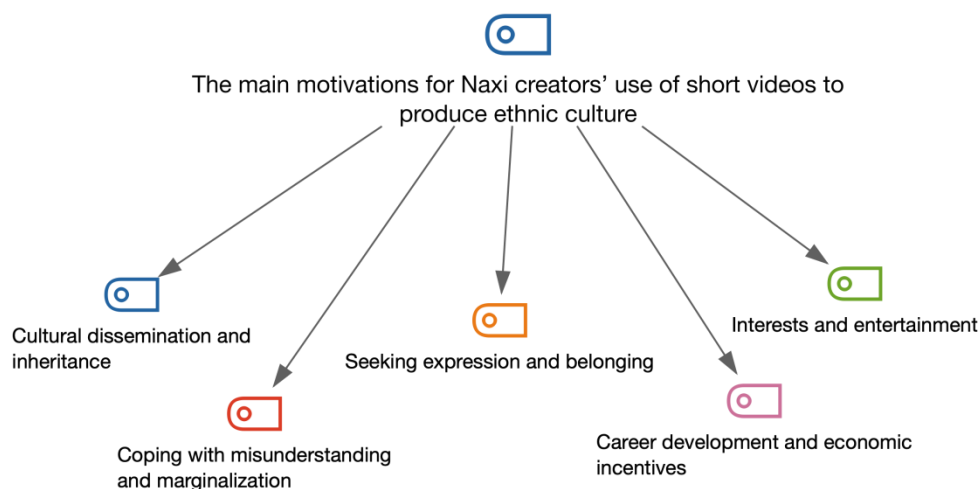 The main motivations for Naxi creators’ use of short videos to
produce ethnic culture
Cultural dissemination and
inheritance
Coping with misunderstanding
and marginalization
Seeking expression and belonging
Career development and economic
incentives
Interests and entertainment